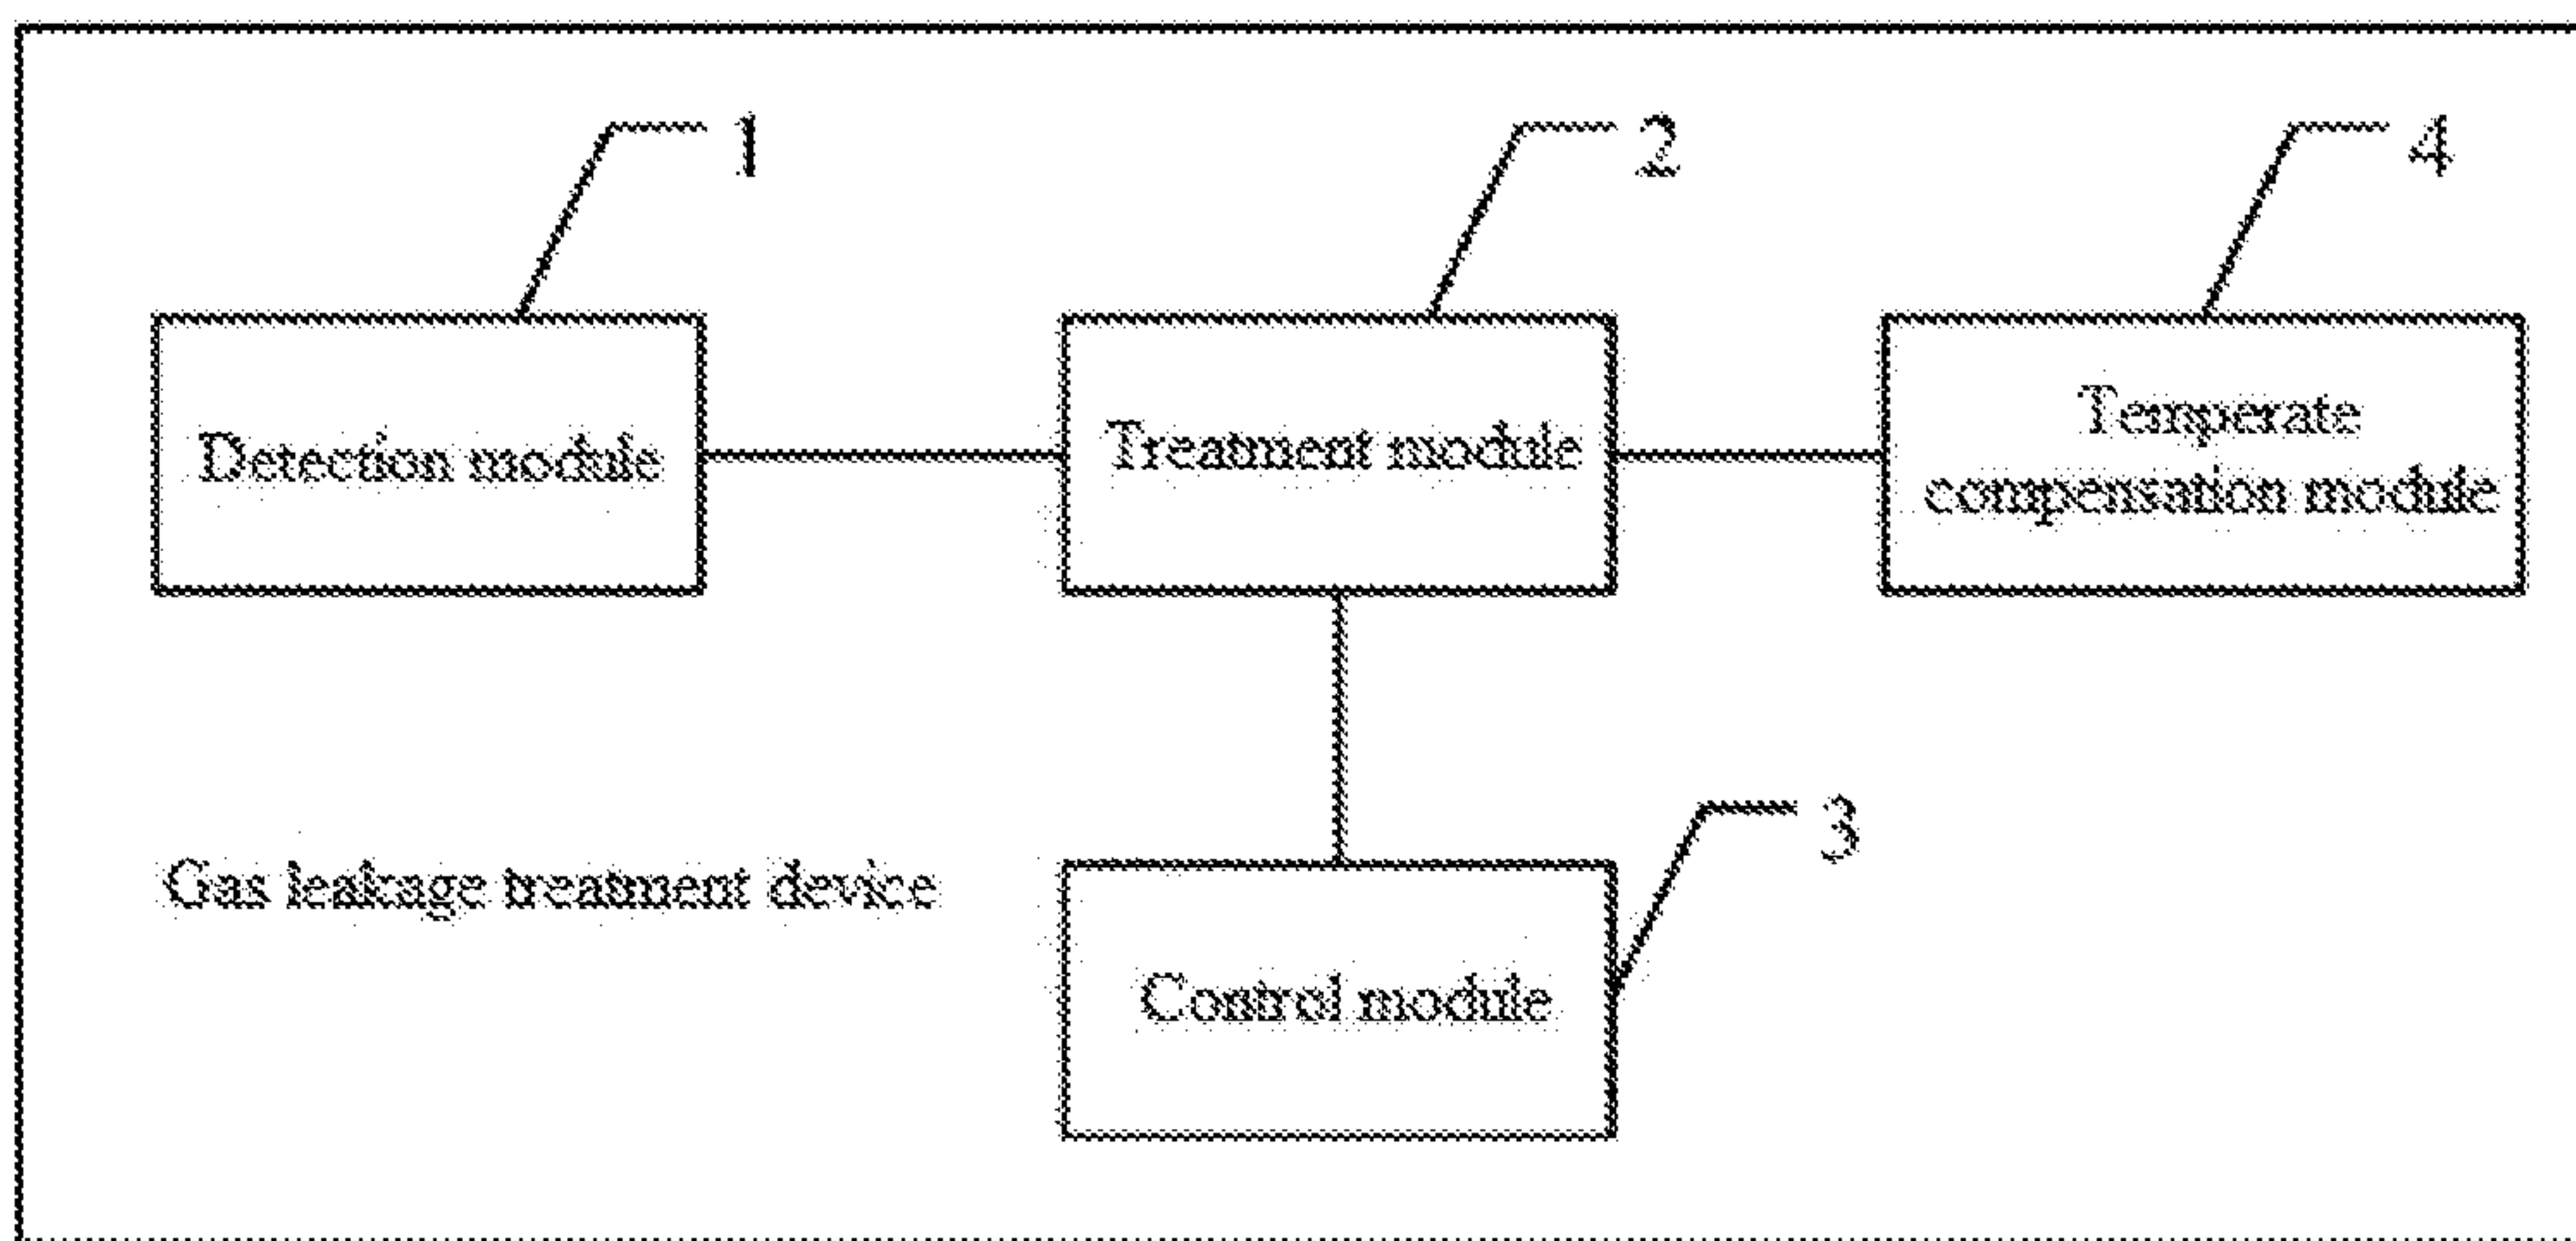 1
2
4
Detection module
Treatment module
Temperate
compensation module
3
Gas leakage treatment device
Control module